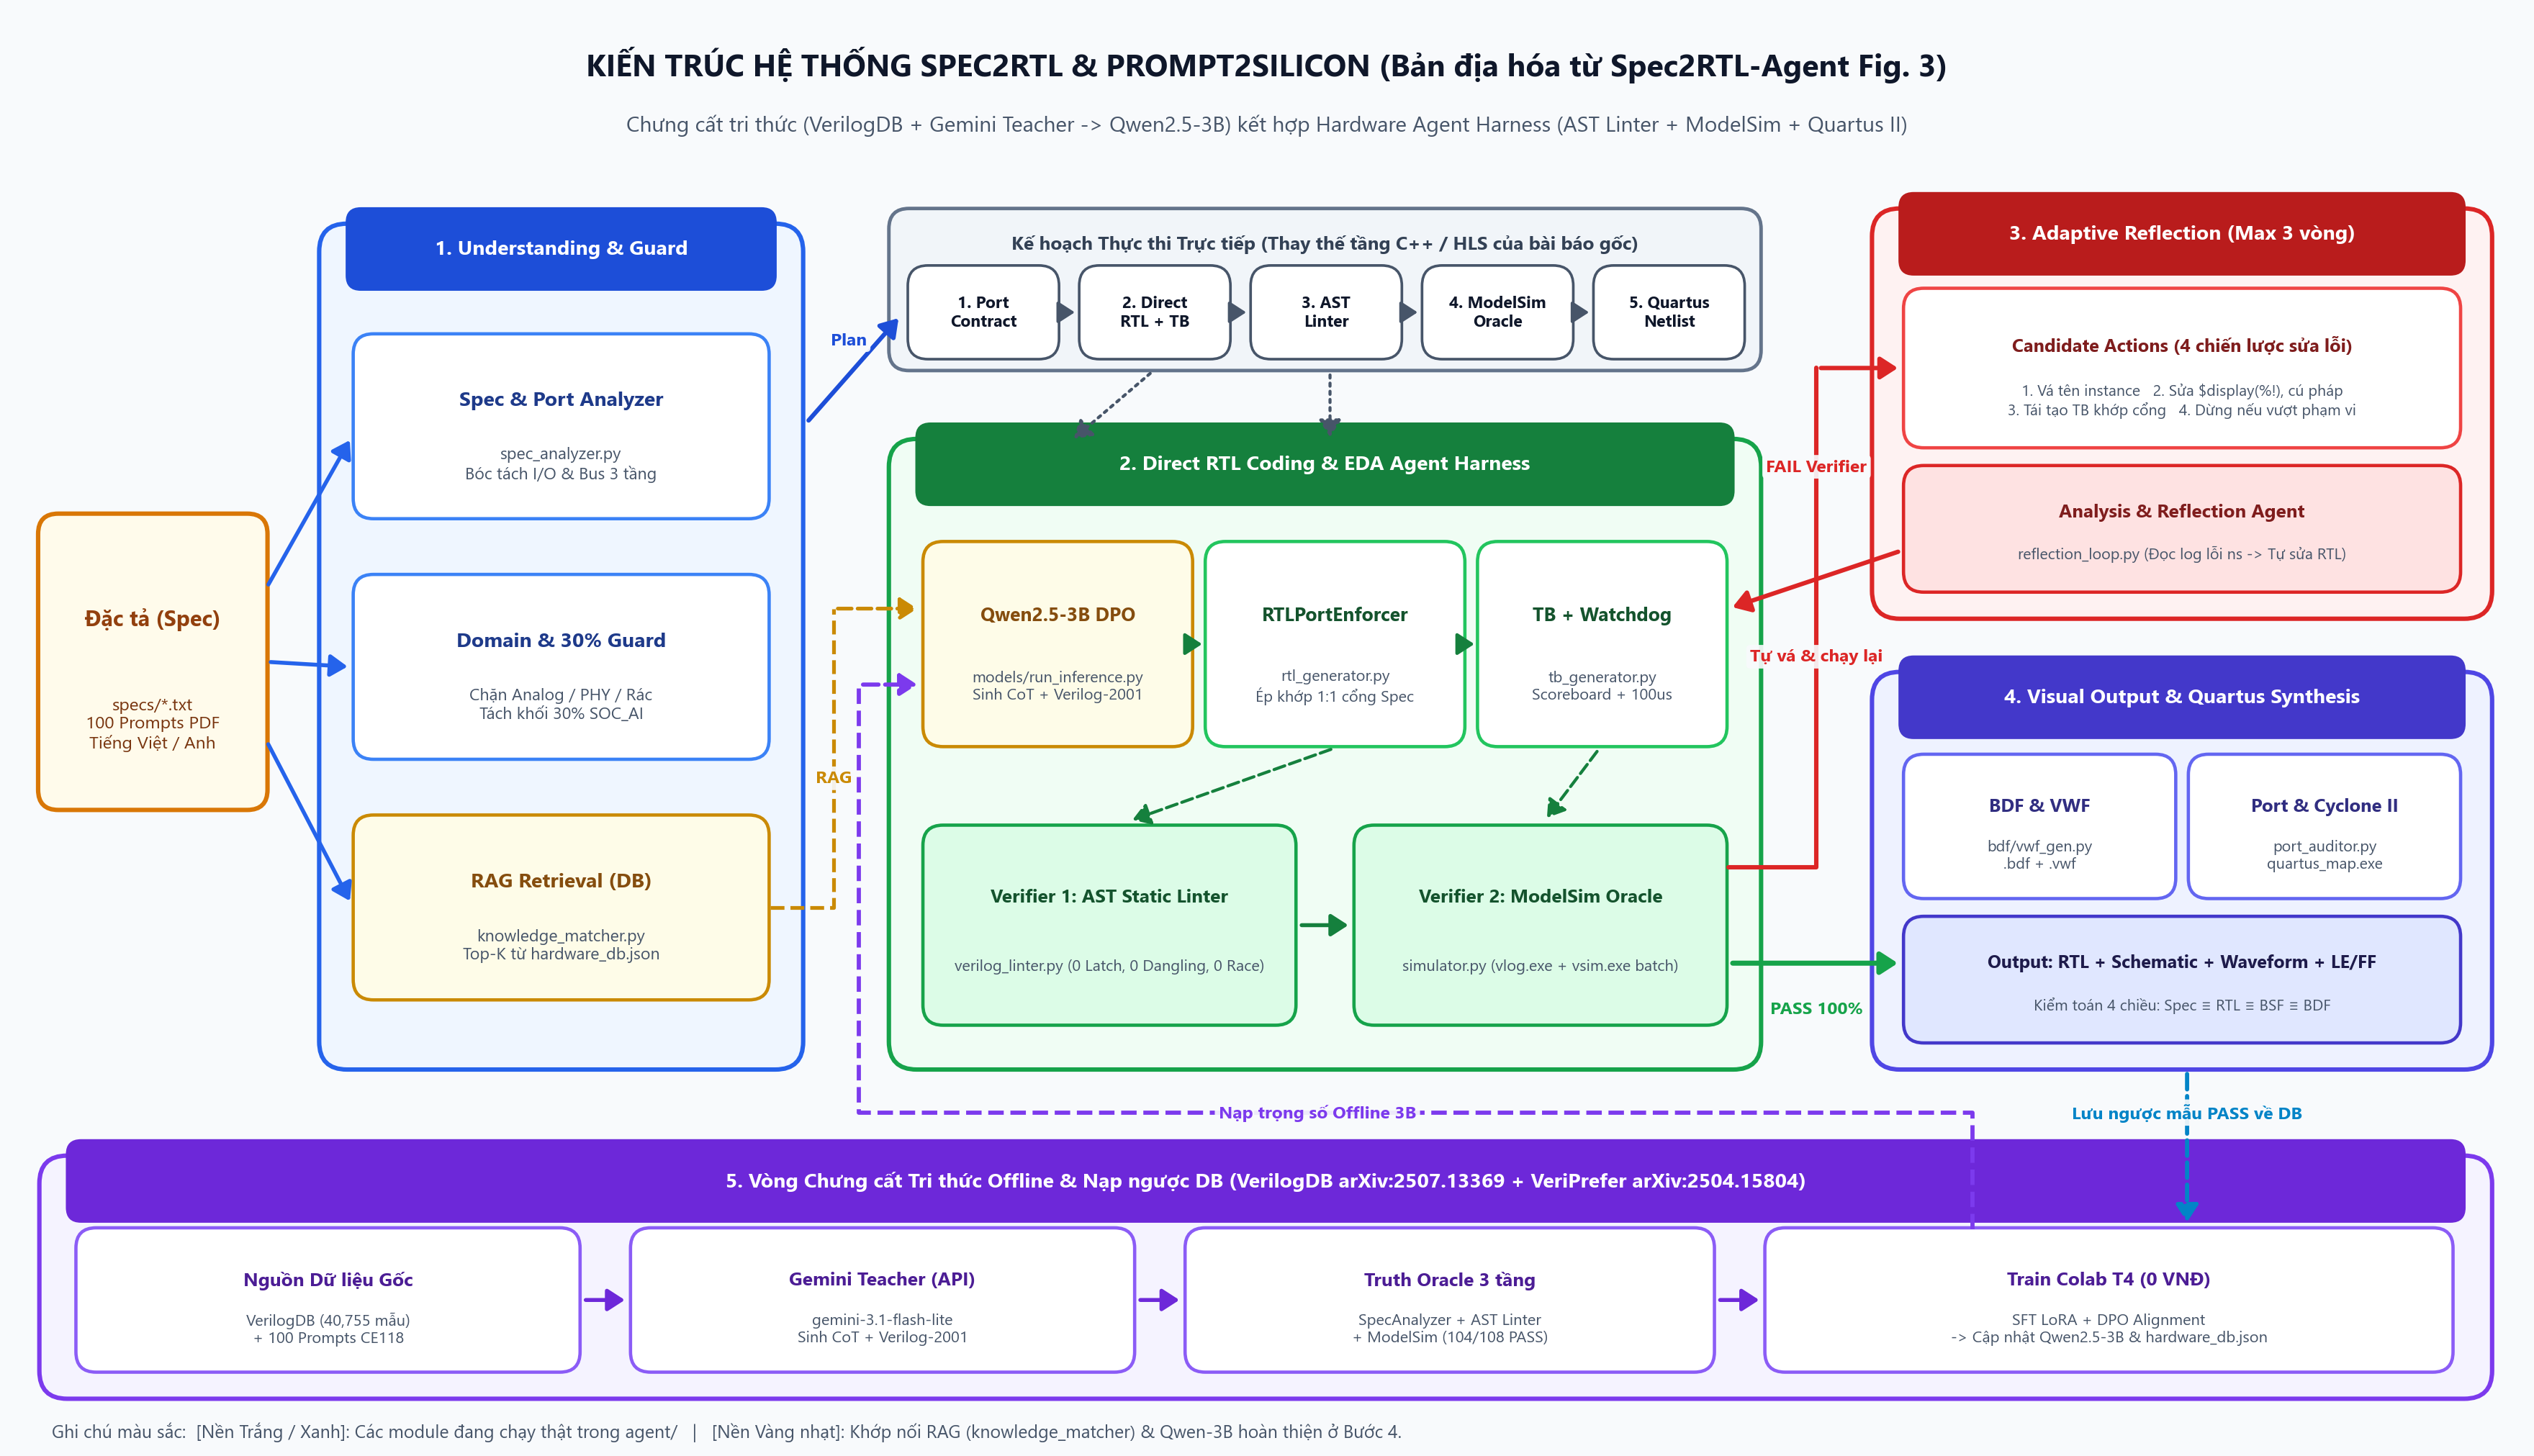 KIẾN TRÚC HỆ THỐNG SPEC2RTL & PROMPT2SILICON (Bản địa hóa từ Spec2RTL-Agent Fig. 3)
Chưng cất tri thức (VerilogDB + Gemini Teacher -> Qwen2.5-3B) kết hợp Hardware Agent Harness (AST Linter + ModelSim + Quartus II)
Đặc tả (Spec)
specs/*.txt
100 Prompts PDF
Tiếng Việt / Anh
1. Understanding & Guard
Spec & Port Analyzer
spec_analyzer.py
Bóc tách I/O & Bus 3 tầng
Domain & 30% Guard
Chặn Analog / PHY / Rác
Tách khối 30% SOC_AI
RAG Retrieval (DB)
knowledge_matcher.py
Top-K từ hardware_db.json
Plan
RAG
Kế hoạch Thực thi Trực tiếp (Thay thế tầng C++ / HLS của bài báo gốc)
1. Port
Contract
2. Direct
RTL + TB
3. AST
Linter
4. ModelSim
Oracle
5. Quartus
Netlist
2. Direct RTL Coding & EDA Agent Harness
Qwen2.5-3B DPO
models/run_inference.py
Sinh CoT + Verilog-2001
RTLPortEnforcer
rtl_generator.py
Ép khớp 1:1 cổng Spec
TB + Watchdog
tb_generator.py
Scoreboard + 100us
Verifier 1: AST Static Linter
verilog_linter.py (0 Latch, 0 Dangling, 0 Race)
Verifier 2: ModelSim Oracle
simulator.py (vlog.exe + vsim.exe batch)
FAIL Verifier
Tự vá & chạy lại
PASS 100%
3. Adaptive Reflection (Max 3 vòng)
Candidate Actions (4 chiến lược sửa lỗi)
1. Vá tên instance 2. Sửa $display(%!), cú pháp
3. Tái tạo TB khớp cổng 4. Dừng nếu vượt phạm vi
Analysis & Reflection Agent
reflection_loop.py (Đọc log lỗi ns -> Tự sửa RTL)
4. Visual Output & Quartus Synthesis
BDF & VWF
bdf/vwf_gen.py
.bdf + .vwf
Port & Cyclone II
port_auditor.py
quartus_map.exe
Output: RTL + Schematic + Waveform + LE/FF
Kiểm toán 4 chiều: Spec ≡ RTL ≡ BSF ≡ BDF
Nạp trọng số Offline 3B
Lưu ngược mẫu PASS về DB
5. Vòng Chưng cất Tri thức Offline & Nạp ngược DB (VerilogDB arXiv:2507.13369 + VeriPrefer arXiv:2504.15804)
Nguồn Dữ liệu Gốc
VerilogDB (40,755 mẫu)
+ 100 Prompts CE118
Gemini Teacher (API)
gemini-3.1-flash-lite
Sinh CoT + Verilog-2001
Truth Oracle 3 tầng
SpecAnalyzer + AST Linter
+ ModelSim (104/108 PASS)
Train Colab T4 (0 VNĐ)
SFT LoRA + DPO Alignment
-> Cập nhật Qwen2.5-3B & hardware_db.json
Ghi chú màu sắc: [Nền Trắng / Xanh]: Các module đang chạy thật trong agent/ | [Nền Vàng nhạt]: Khớp nối RAG (knowledge_matcher) & Qwen-3B hoàn thiện ở Bước 4.